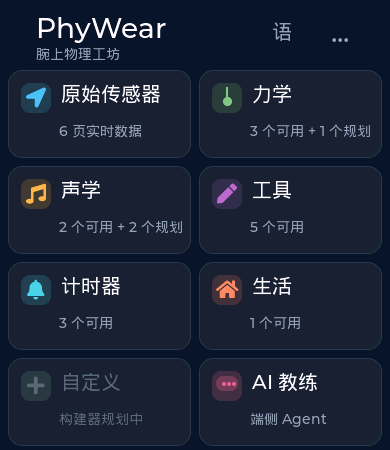 PhyWear
语
...
腕上物理工坊
原始传感器
6 页实时数据
力学
3 个可用 + 1 个规划
声学
2 个可用 + 2 个规划
工具
5 个可用
计时器
3 个可用
生活
1 个可用
自定义
构建器规划中
AI 教练
端侧 Agent